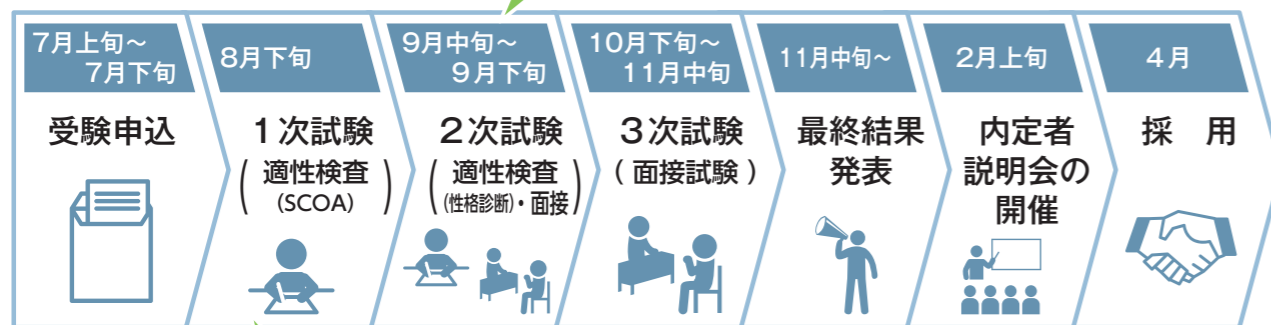 7月上旬～
7月下旬
受験申込
8月下旬
1次試験
（適性検査
(SCOA)）
9月中旬～
9月下旬
2次試験
（適性検査
(性格診断)・面接）
10月下旬～
11月中旬
3次試験
（面接試験）
11月中旬～
最終結果
発表
2月上旬
内定者
説明会の
開催
4月
採　用